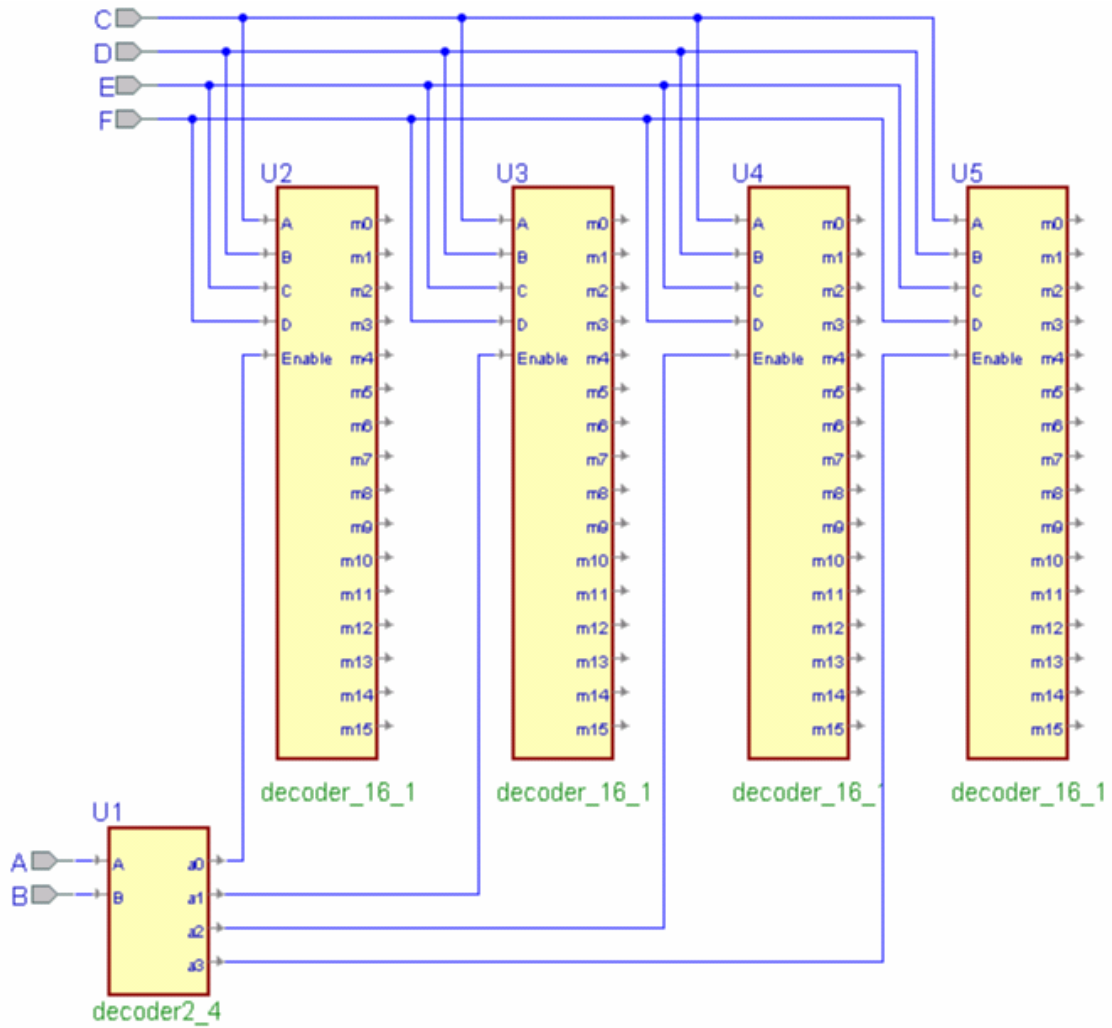 C
D
E
F
U2 U3 U4 U5
A m0 A m0 A m0 A m0
B m1 B m1 B m1 B m1
C m2 C m2 C m2 C m2
D m3 D m3 D m3 D m3
Enable m4 Enable m4 Enable m4 Enable m4
m5 m5 m5 m5
m6 m6 m6 m6
m7 m7 m7 m7
m8 m8 m8 m8
m9 m9 m9 m9
m10 m10 m10 m10
m11 m11 m11 m11
m12 m12 m12 m12
m13 m13 m13 m13
m14 m14 m14 m14
m15 m15 m15 m15
decoder_16_1 decoder_16_1 decoder_16_1 decoder_16_1
U1
A A a0
B B a1
a2
a3
decoder2_4